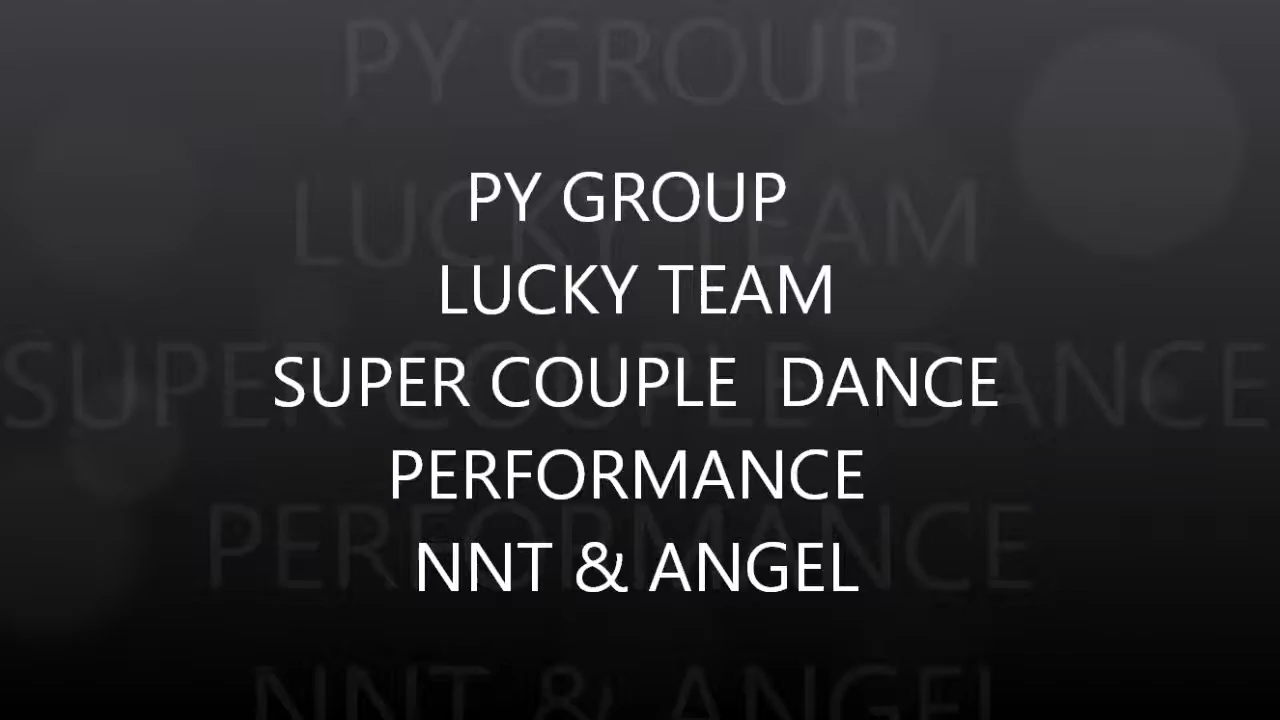 PY GROUP
LUCKY TEAM
SUPER COUPLE  DANCE
PERFORMANCE
NNT & ANGEL